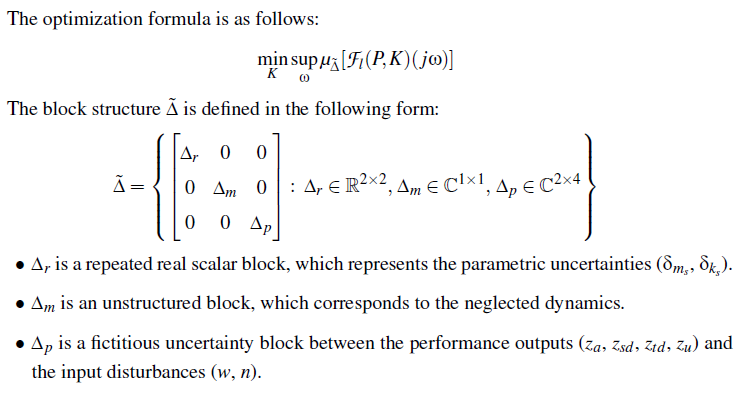 The optimization formula is as follows:
min sup μ_Δ̃[ℱ_l(P,K)(jω)]
K ω
The block structure Δ̃ is defined in the following form:
Δ̃ = { [Δ_r 0 0
0 Δ_m 0
0 0 Δ_p] : Δ_r ∈ ℝ^{2×2}, Δ_m ∈ ℂ^{1×1}, Δ_p ∈ ℂ^{2×4} }
• Δ_r is a repeated real scalar block, which represents the parametric uncertainties (δ_{m_s}, δ_{k_s}).
• Δ_m is an unstructured block, which corresponds to the neglected dynamics.
• Δ_p is a fictitious uncertainty block between the performance outputs (z_a, z_{sd}, z_{td}, z_u) and
the input disturbances (w, n).